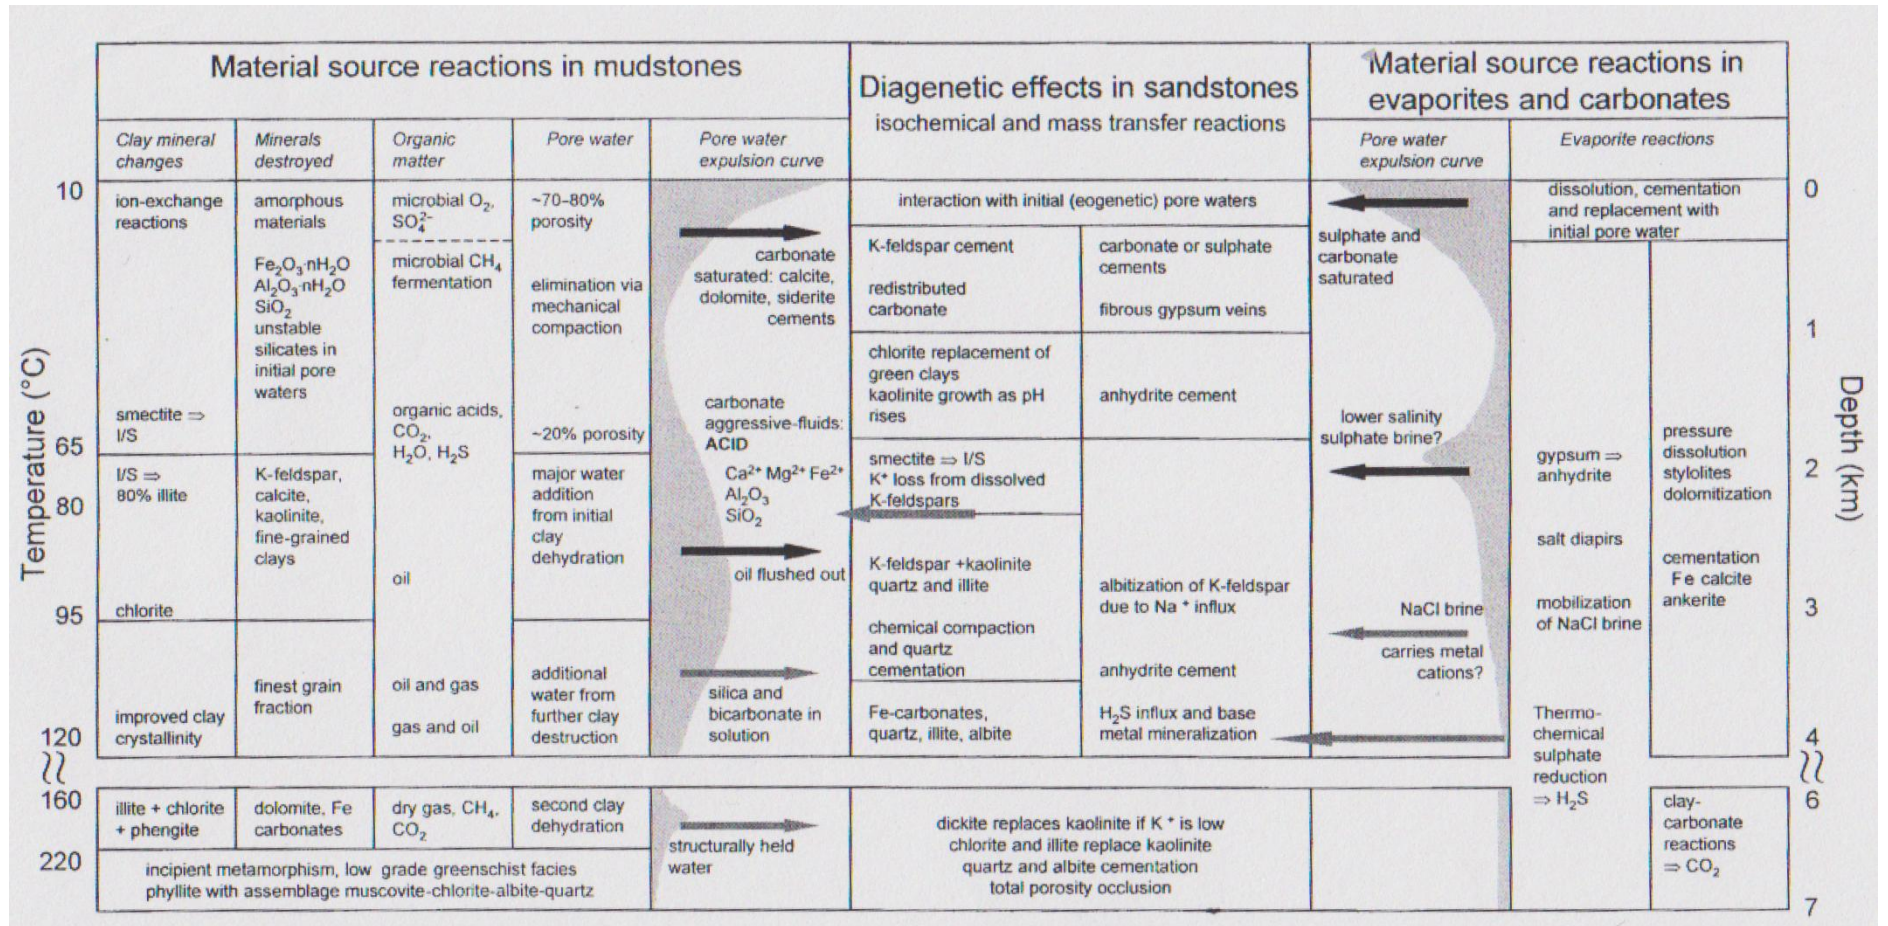 Material source reactions in mudstones
Diagenetic effects in sandstones
isochemical and mass transfer reactions
Material source reactions in
evaporites and carbonates
Clay mineral
changes
Minerals
destroyed
Organic
matter
Pore water
Pore water
expulsion curve
Pore water
expulsion curve
Evaporite reactions
Temperature (°C)
10
65
80
95
120
160
220
ion-exchange
reactions
smectite ⇒
I/S
I/S ⇒
80% illite
chlorite
improved clay
crystallinity
illite + chlorite
+ phengite
amorphous
materials
Fe₂O₃·nH₂O
Al₂O₃·nH₂O
SiO₂
unstable
silicates in
initial pore
waters
K-feldspar,
calcite,
kaolinite,
fine-grained
clays
finest grain
fraction
dolomite, Fe
carbonates
microbial O₂,
SO₄²⁻
microbial CH₄
fermentation
organic acids,
CO₂,
H₂O, H₂S
oil
oil and gas
gas and oil
dry gas, CH₄,
CO₂
~70-80%
porosity
elimination via
mechanical
compaction
~20% porosity
major water
addition
from initial
clay
dehydration
additional
water from
further clay
destruction
second clay
dehydration
incipient metamorphism, low grade greenschist facies
phyllite with assemblage muscovite-chlorite-albite-quartz
carbonate
saturated: calcite,
dolomite, siderite
cements
carbonate
aggressive-fluids:
ACID
Ca²⁺ Mg²⁺ Fe²⁺
Al₂O₃
SiO₂
oil flushed out
silica and
bicarbonate in
solution
structurally held
water
interaction with initial (eogenetic) pore waters
K-feldspar cement
redistributed
carbonate
chlorite replacement of
green clays
kaolinite growth as pH
rises
smectite ⇒ I/S
K⁺ loss from dissolved
K-feldspars
K-feldspar +kaolinite
quartz and illite
chemical compaction
and quartz
cementation
Fe-carbonates,
quartz, illite, albite
carbonate or sulphate
cements
fibrous gypsum veins
anhydrite cement
albitization of K-feldspar
due to Na⁺ influx
anhydrite cement
H₂S influx and base
metal mineralization
dickite replaces kaolinite if K⁺ is low
chlorite and illite replace kaolinite
quartz and albite cementation
total porosity occlusion
sulphate and
carbonate
saturated
lower salinity
sulphate brine?
NaCl brine
carries metal
cations?
dissolution, cementation
and replacement with
initial pore water
gypsum ⇒
anhydrite
salt diapirs
mobilization
of NaCl brine
Thermo-
chemical
sulphate
reduction
⇒ H₂S
pressure
dissolution
stylolites
dolomitization
cementation
Fe calcite
ankerite
clay-
carbonate
reactions
⇒ CO₂
0
1
2
3
4
6
7
Depth (km)